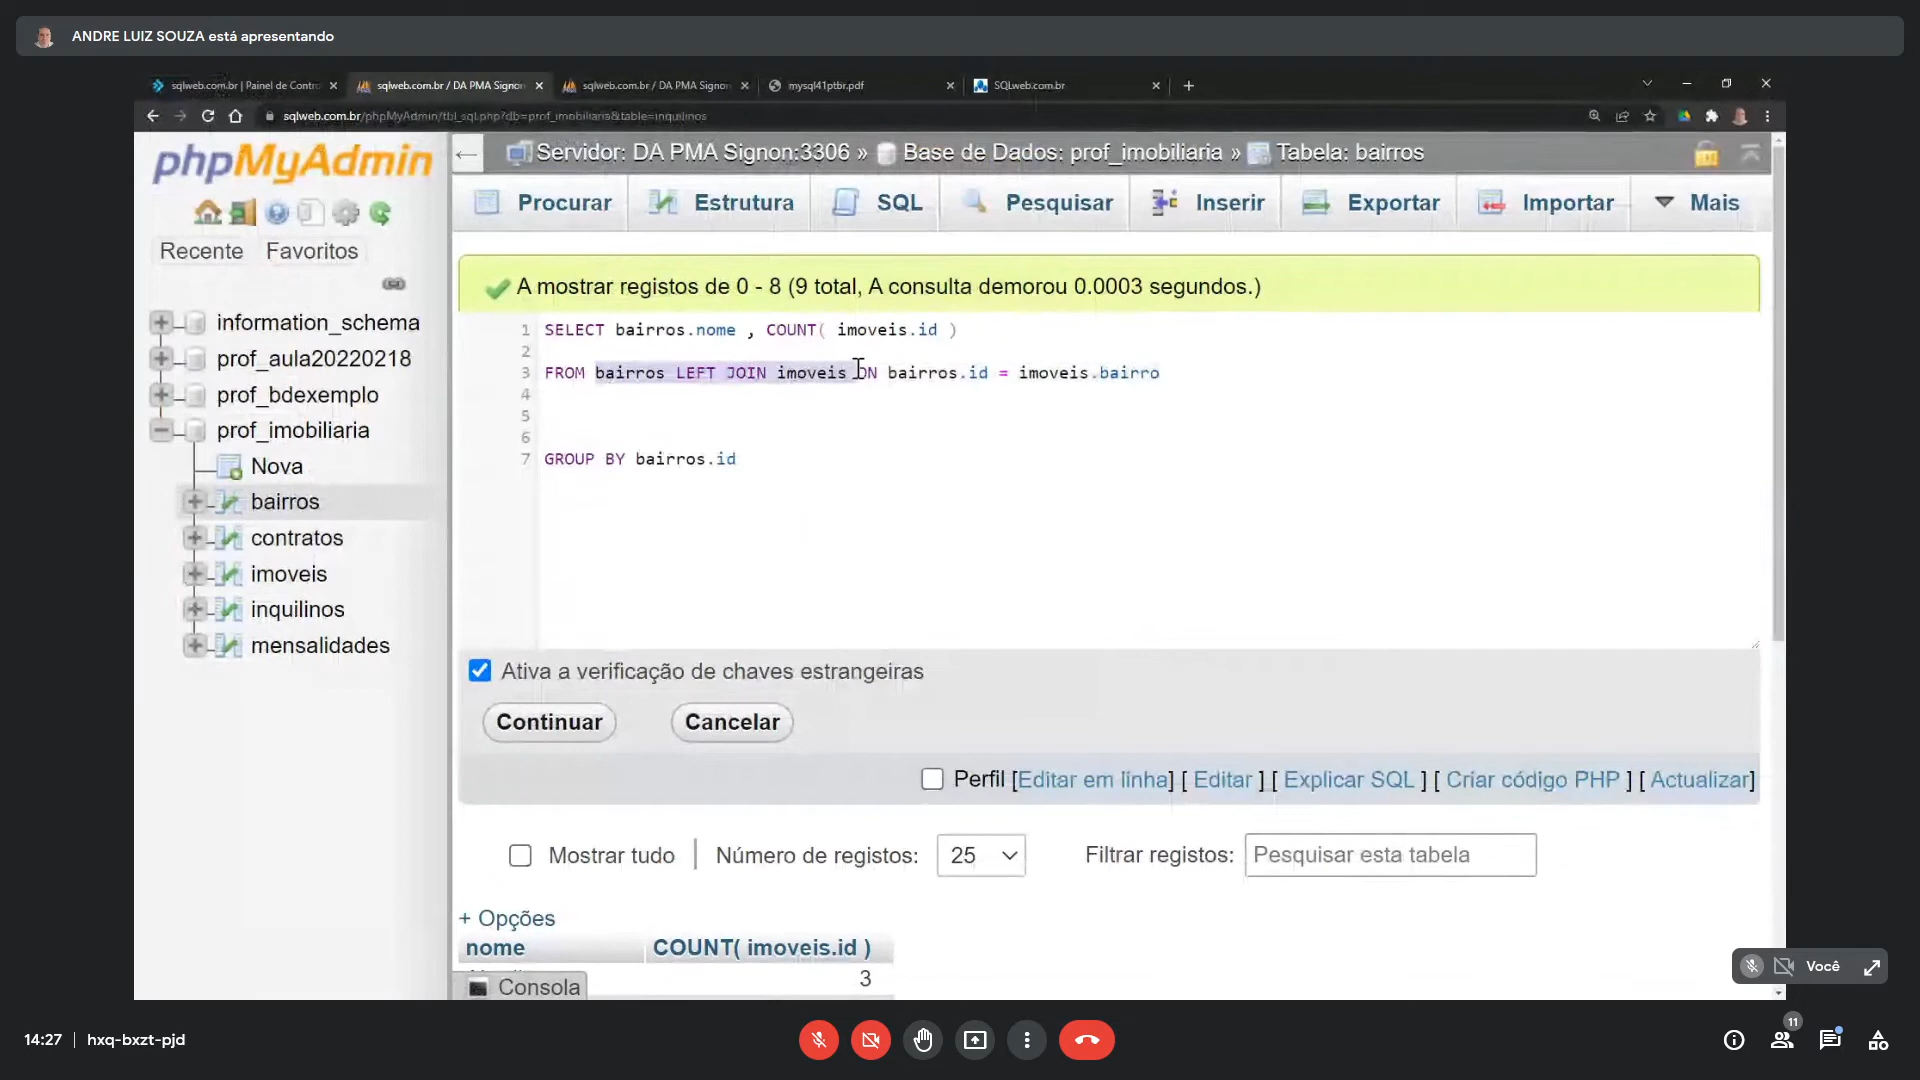 ANDRE LUIZ SOUZA está apresentando
sqlweb.com.br | Painel de Contro
sqlweb.com.br / DA PMA Signon
sqlweb.com.br / DA PMA Signon
mysql41ptbr.pdf
SQLweb.com.br
sqlweb.com.br/phpMyAdmin/tbl_sql.php?db=prof_imobiliaria&table=inquilinos
phpMyAdmin
Recente Favoritos
information_schema
prof_aula20220218
prof_bdexemplo
prof_imobiliaria
Nova
bairros
contratos
imoveis
inquilinos
mensalidades
Servidor: DA PMA Signon:3306 » Base de Dados: prof_imobiliaria » Tabela: bairros
Procurar Estrutura SQL Pesquisar Inserir Exportar Importar Mais
A mostrar registos de 0 - 8 (9 total, A consulta demorou 0.0003 segundos.)
1 SELECT bairros.nome , COUNT( imoveis.id )
2
3 FROM bairros LEFT JOIN imoveis ON bairros.id = imoveis.bairro
4
5
6
7 GROUP BY bairros.id
Ativa a verificação de chaves estrangeiras
Continuar Cancelar
Perfil [Editar em linha] [ Editar ] [ Explicar SQL ] [ Criar código PHP ] [ Actualizar]
Mostrar tudo | Número de registos: 25 Filtrar registos: Pesquisar esta tabela
+ Opções
nome COUNT( imoveis.id )
3
Consola
Você
14:27 | hxq-bxzt-pjd
11